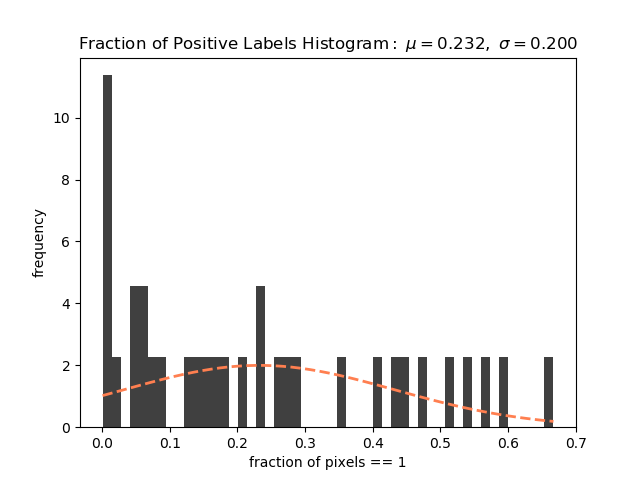 Fraction of Positive Labels Histogram: μ = 0.232, σ = 0.200
frequency
10
8
6
4
2
0
0.0 0.1 0.2 0.3 0.4 0.5 0.6 0.7
fraction of pixels == 1